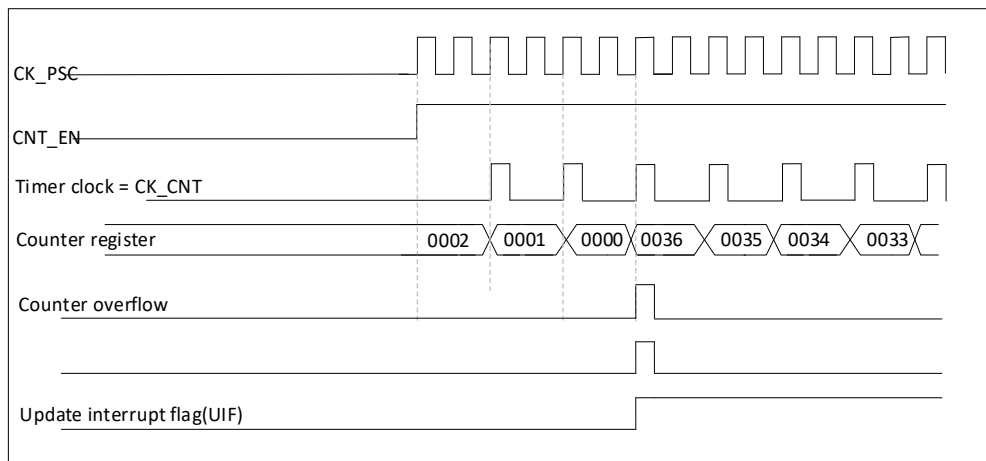 CK_PSC
CNT_EN
Timer clock = CK_CNT
Counter register 0002 0001 0000 0036 0035 0034 0033
Counter overflow
Update interrupt flag(UIF)